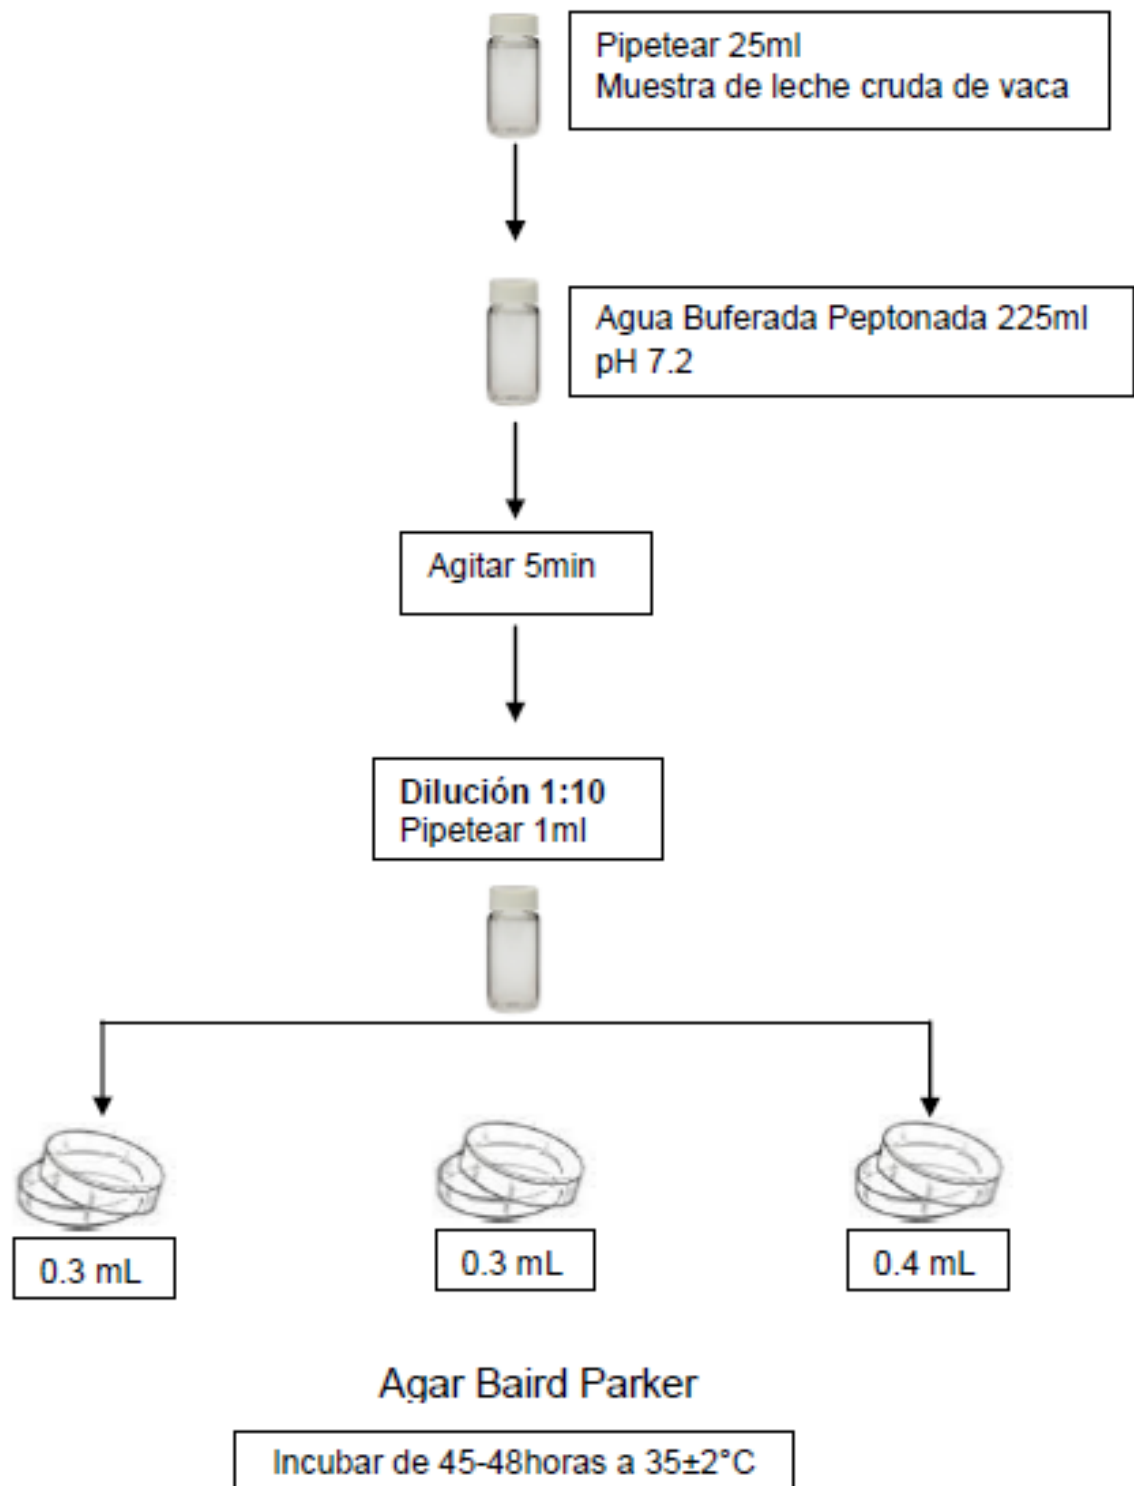 Pipetear 25ml
Muestra de leche cruda de vaca
Agua Buferada Peptonada 225ml
pH 7.2
Agitar 5min
Dilución 1:10
Pipetear 1ml
0.3 mL
0.3 mL
0.4 mL
Agar Baird Parker
Incubar de 45-48horas a 35±2°C